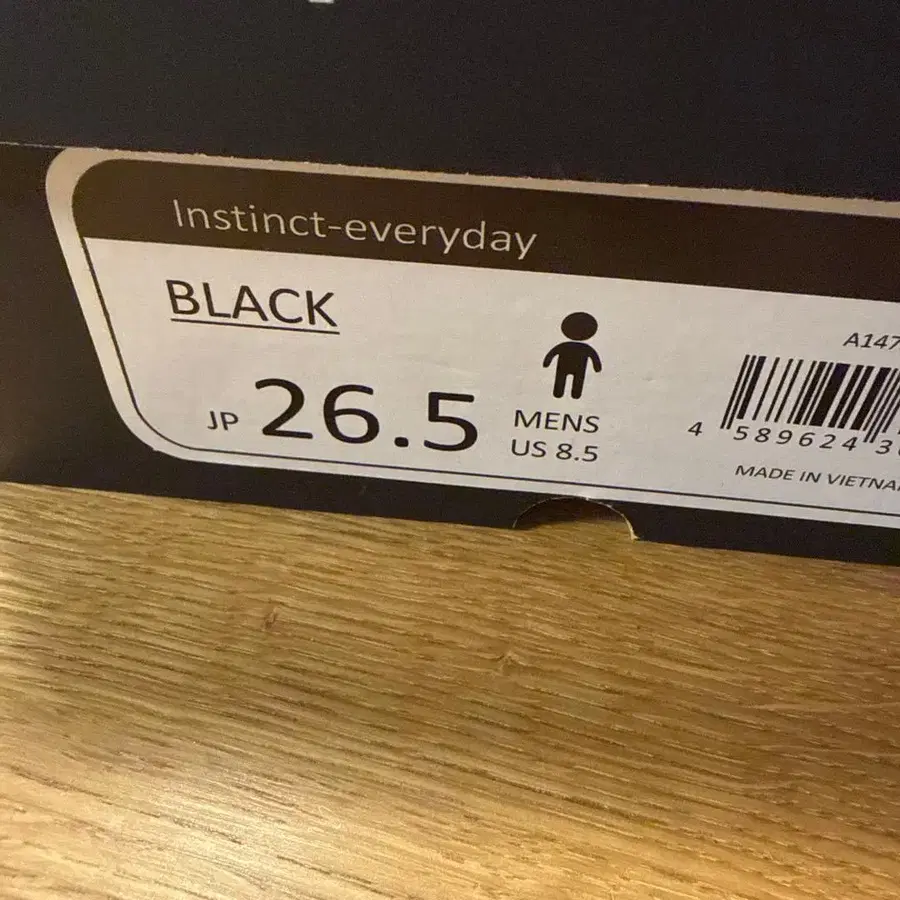 Instinct-everyday
BLACK
JP 26.5
MENS
US 8.5
A147
4 589624 3
MADE IN VIETNA